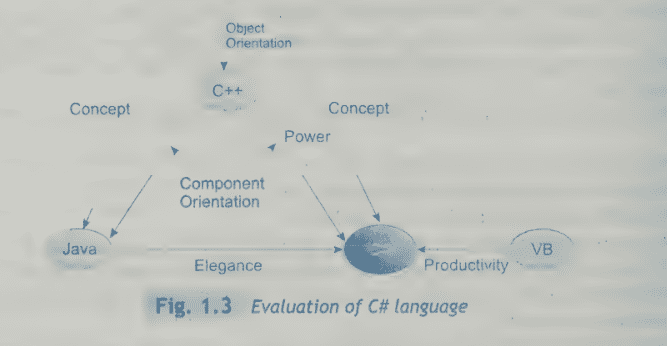 Object
Orientation
C++
Concept
Concept
Power
Component
Orientation
Java
VB
Elegance
Productivity
Fig. 1.3 Evaluation of C# language